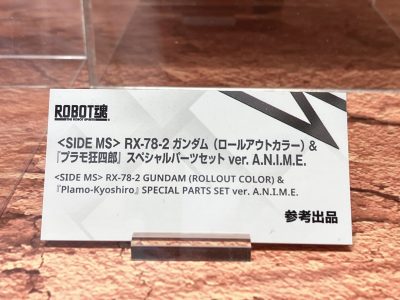 ROBOT魂
<SIDE MS> RX-78-2 ガンダム（ロールアウトカラー）&
『プラモ狂四郎』スペシャルパーツセット ver. A.N.I.M.E.
<SIDE MS> RX-78-2 GUNDAM (ROLLOUT COLOR) &
『Plamo-Kyoshiro』 SPECIAL PARTS SET ver. A.N.I.M.E.
参考出品